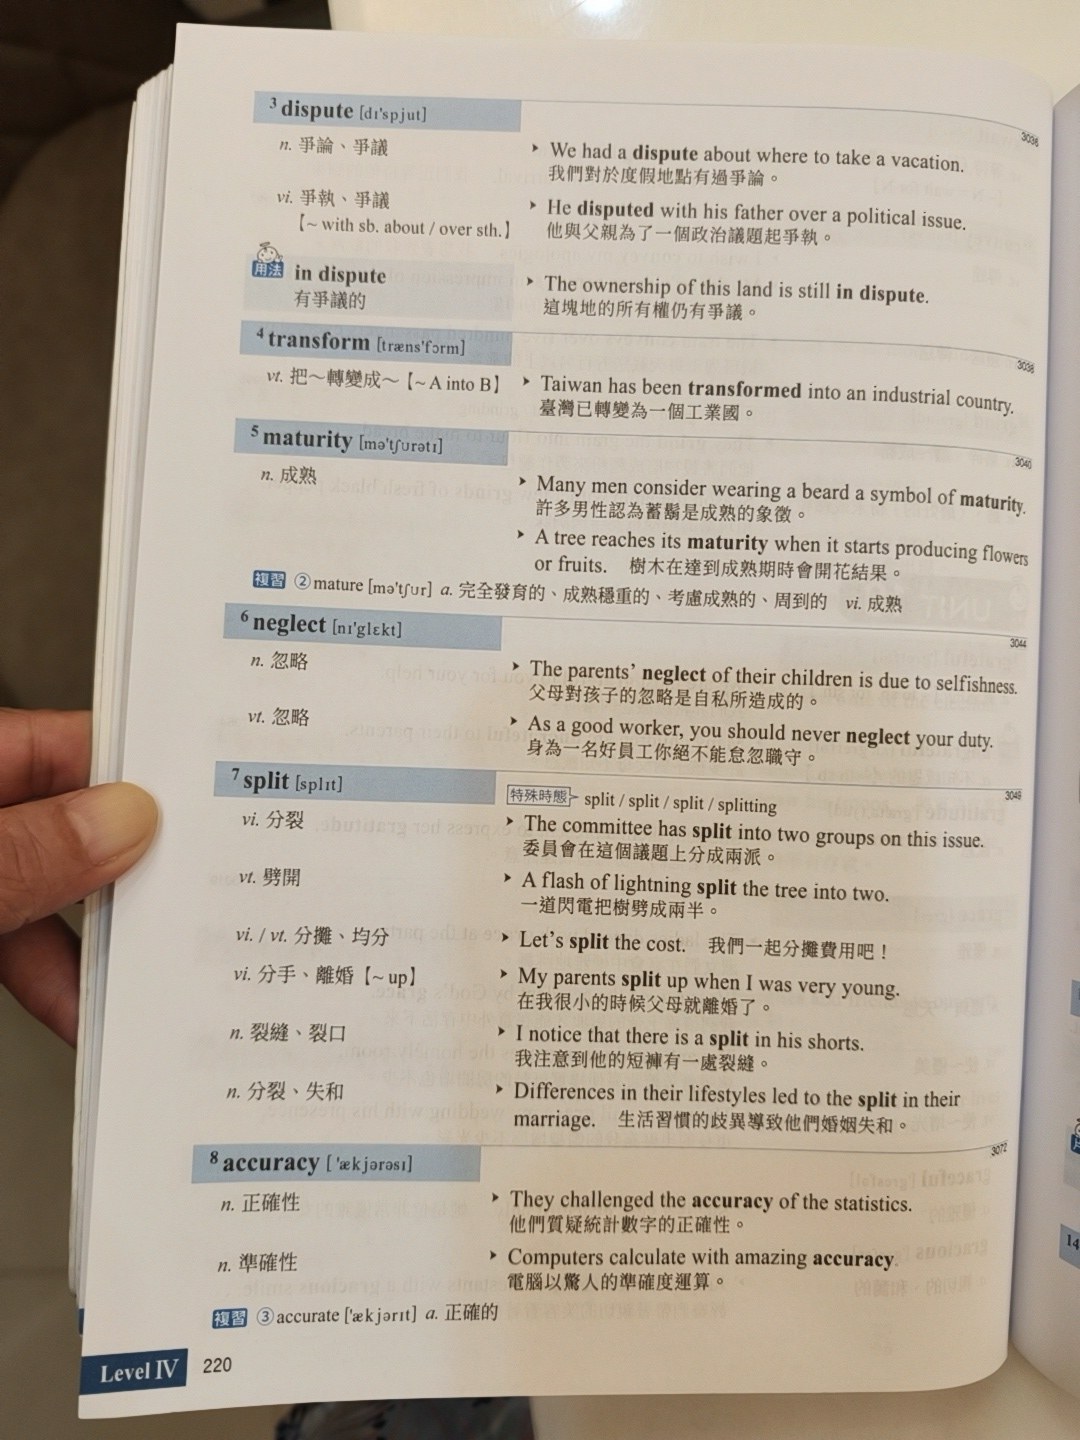 3 dispute [dɪ'spjut]
3036
n. 爭論、爭議
➤ We had a dispute about where to take a vacation.
我們對於度假地點有過爭論。
vi. 爭執、爭議
【~ with sb. about / over sth.】
➤ He disputed with his father over a political issue.
他與父親為了一個政治議題起爭執。
用法 in dispute
有爭議的
➤ The ownership of this land is still in dispute.
這塊地的所有權仍有爭議。
4 transform [træns'fɔrm]
3038
vt. 把～轉變成～【~ A into B】
➤ Taiwan has been transformed into an industrial country.
臺灣已轉變為一個工業國。
5 maturity [mə'tʃʊrətɪ]
3040
n. 成熟
➤ Many men consider wearing a beard a symbol of maturity.
許多男性認為蓄鬍是成熟的象徵。
➤ A tree reaches its maturity when it starts producing flowers
or fruits. 樹木在達到成熟期時會開花結果。
複習 ②mature [mə'tʃʊr] a. 完全發育的、成熟穩重的、考慮成熟的、周到的 vi. 成熟
6 neglect [nɪ'glɛkt]
3044
n. 忽略
➤ The parents' neglect of their children is due to selfishness.
父母對孩子的忽略是自私所造成的。
vt. 忽略
➤ As a good worker, you should never neglect your duty.
身為一名好員工你絕不能怠忽職守。
7 split [splɪt]
3048
特殊時態 split / split / split / splitting
vi. 分裂
➤ The committee has split into two groups on this issue.
委員會在這個議題上分成兩派。
vt. 劈開
➤ A flash of lightning split the tree into two.
一道閃電把樹劈成兩半。
vi. / vt. 分攤、均分
➤ Let's split the cost. 我們一起分攤費用吧！
vi. 分手、離婚【~ up】
➤ My parents split up when I was very young.
在我很小的時候父母就離婚了。
n. 裂縫、裂口
➤ I notice that there is a split in his shorts.
我注意到他的短褲有一處裂縫。
n. 分裂、失和
➤ Differences in their lifestyles led to the split in their
marriage. 生活習慣的歧異導致他們婚姻失和。
8 accuracy ['ækjərəsɪ]
3072
n. 正確性
➤ They challenged the accuracy of the statistics.
他們質疑統計數字的正確性。
n. 準確性
➤ Computers calculate with amazing accuracy.
電腦以驚人的準確度運算。
複習 ③accurate ['ækjərɪt] a. 正確的
Level IV 220
14